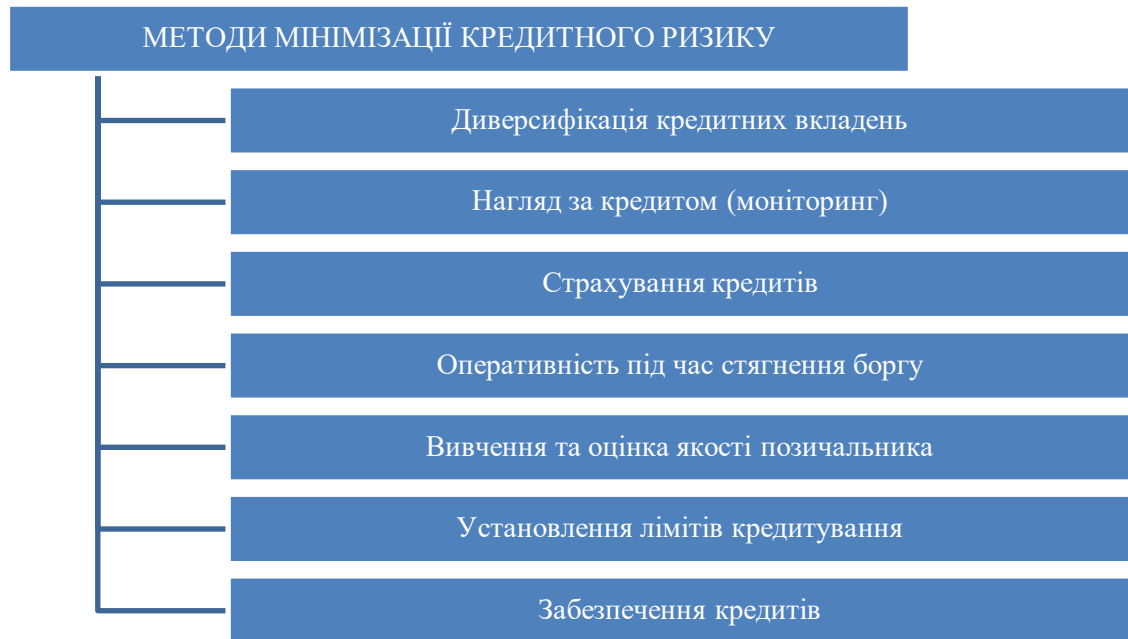 МЕТОДИ МІНІМІЗАЦІЇ КРЕДИТНОГО РИЗИКУ
Диверсифікація кредитних вкладень
Нагляд за кредитом (моніторинг)
Страхування кредитів
Оперативність під час стягнення боргу
Вивчення та оцінка якості позичальника
Установлення лімітів кредитування
Забезпечення кредитів